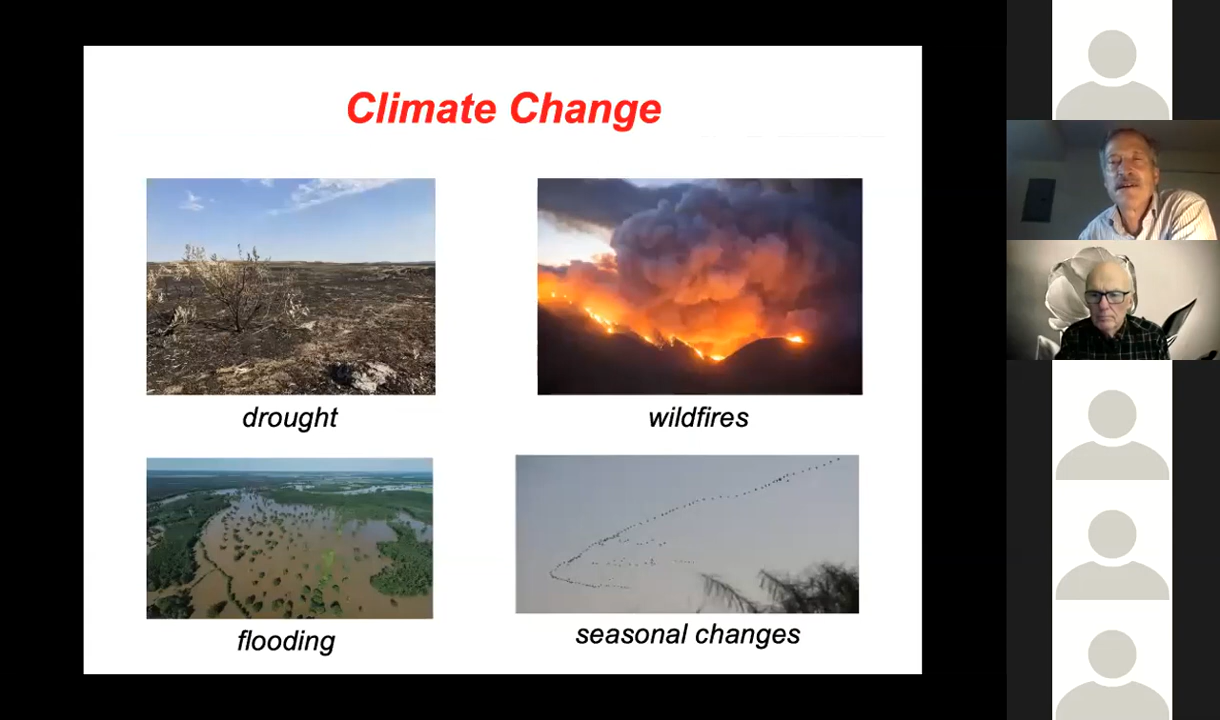 Climate Change
drought
wildfires
flooding
seasonal changes